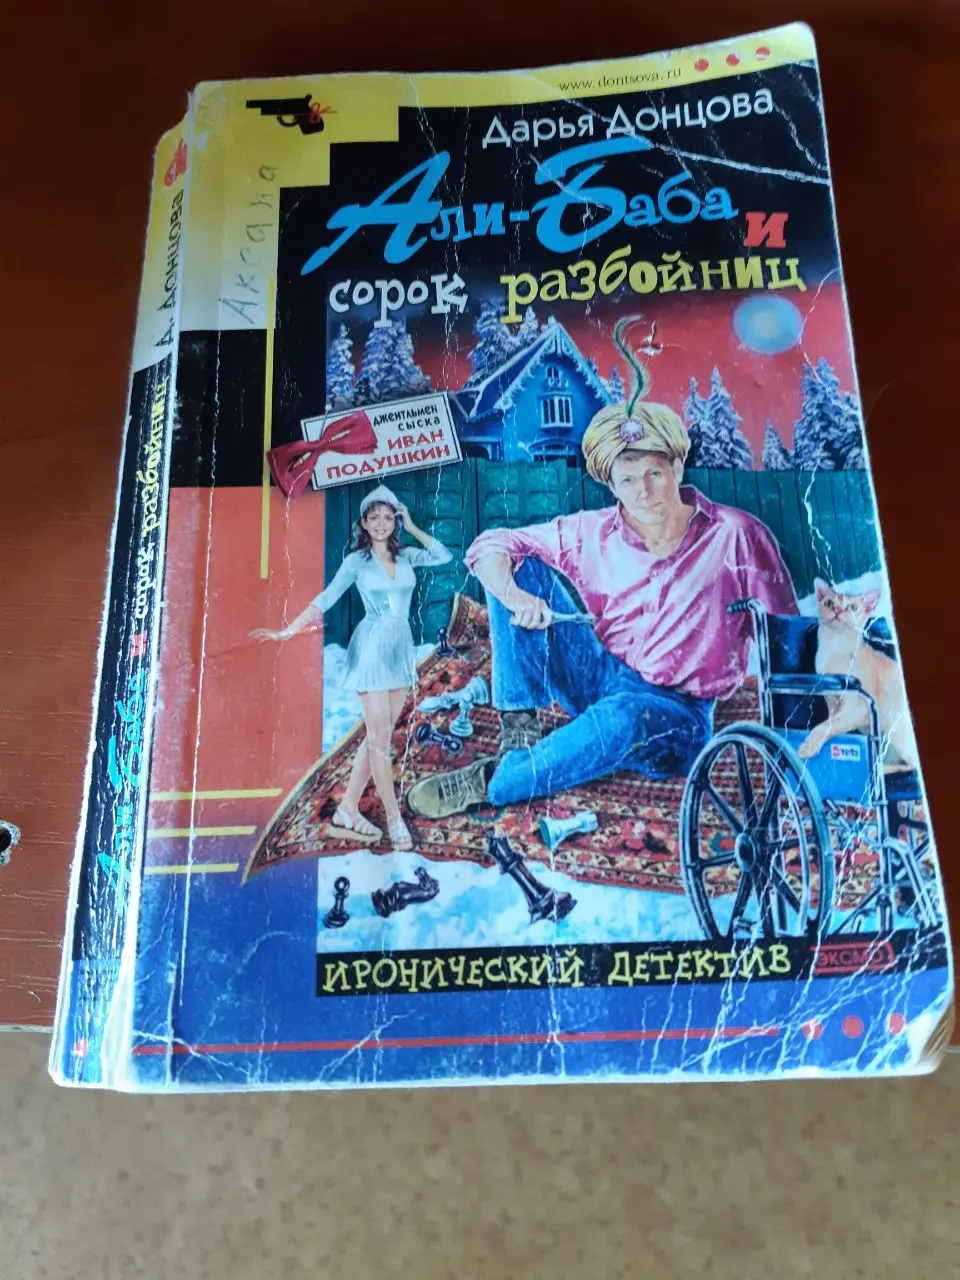 www.dontsova.ru
Дарья Донцова
Али-Баба и
сорок разбойниц
джентльмен
сыска
ИВАН
ПОДУШКИН
ИРОНИЧЕСКИЙ ДЕТЕКТИВ
ЭКСМО
Аксана
Д. ДОНЦОВА
Али-Баба и сорок разбойниц